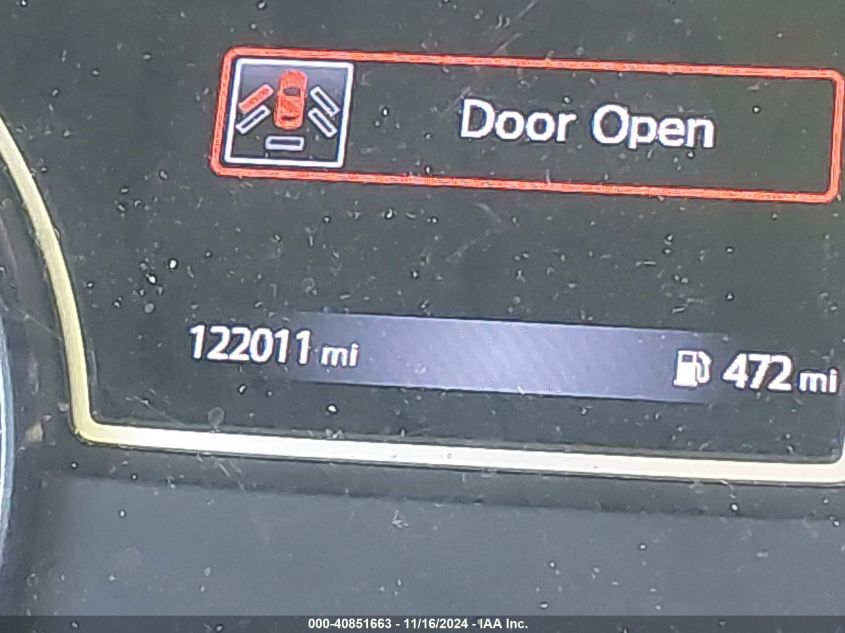 Door Open
122011 mi 472 mi
000-40851663 - 11/16/2024 - IAA Inc.